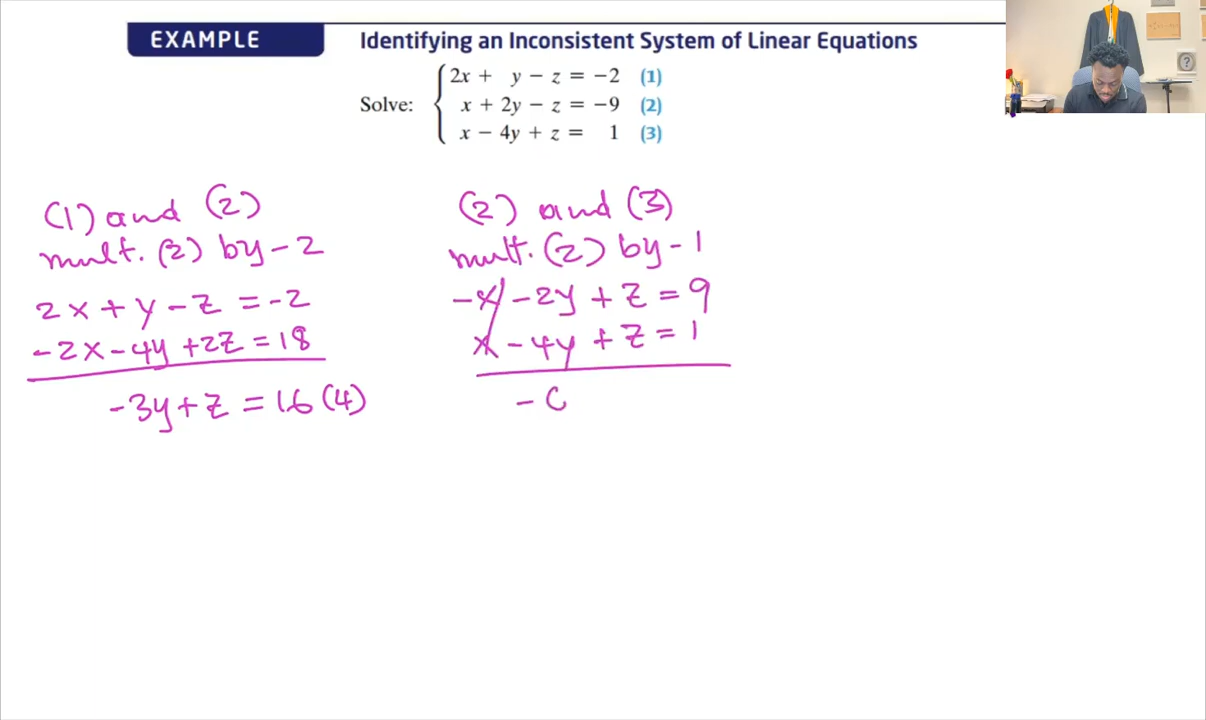 EXAMPLE Identifying an Inconsistent System of Linear Equations
Solve:
2x + y − z = −2 (1)
x + 2y − z = −9 (2)
x − 4y + z = 1 (3)
(1) and (2)
mult. (2) by -2
2x + y - z = -2
-2x - 4y + 2z = 18
-3y + z = 16 (4)
(2) and (3)
mult. (2) by -1
-x - 2y + z = 9
x - 4y + z = 1
-